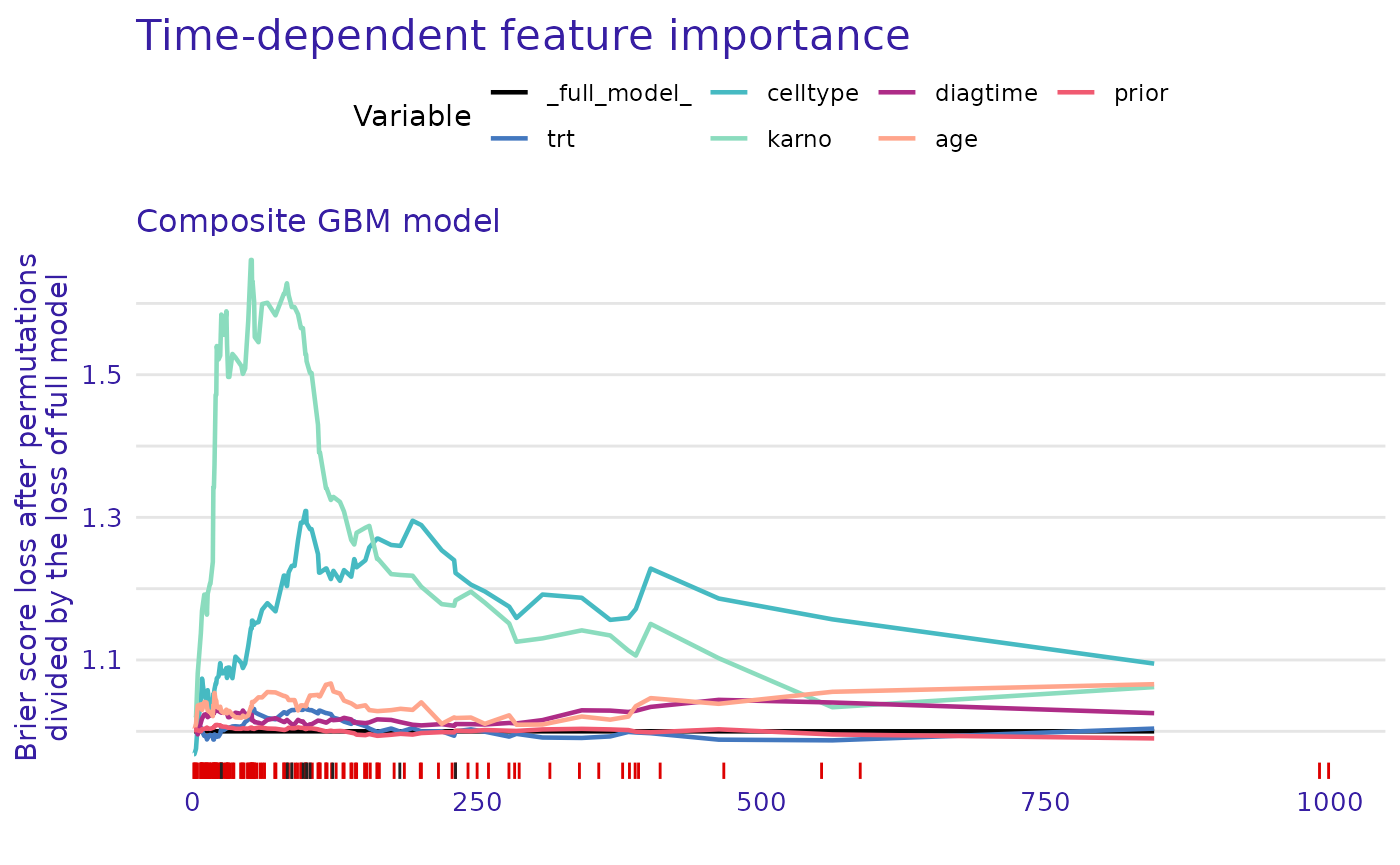 Time-dependent feature importance
Variable
_full_model_ celltype diagtime prior
trt karno age
Composite GBM model
Brier score loss after permutations
divided by the loss of full model
1.5
1.3
1.1
0 250 500 750 1000